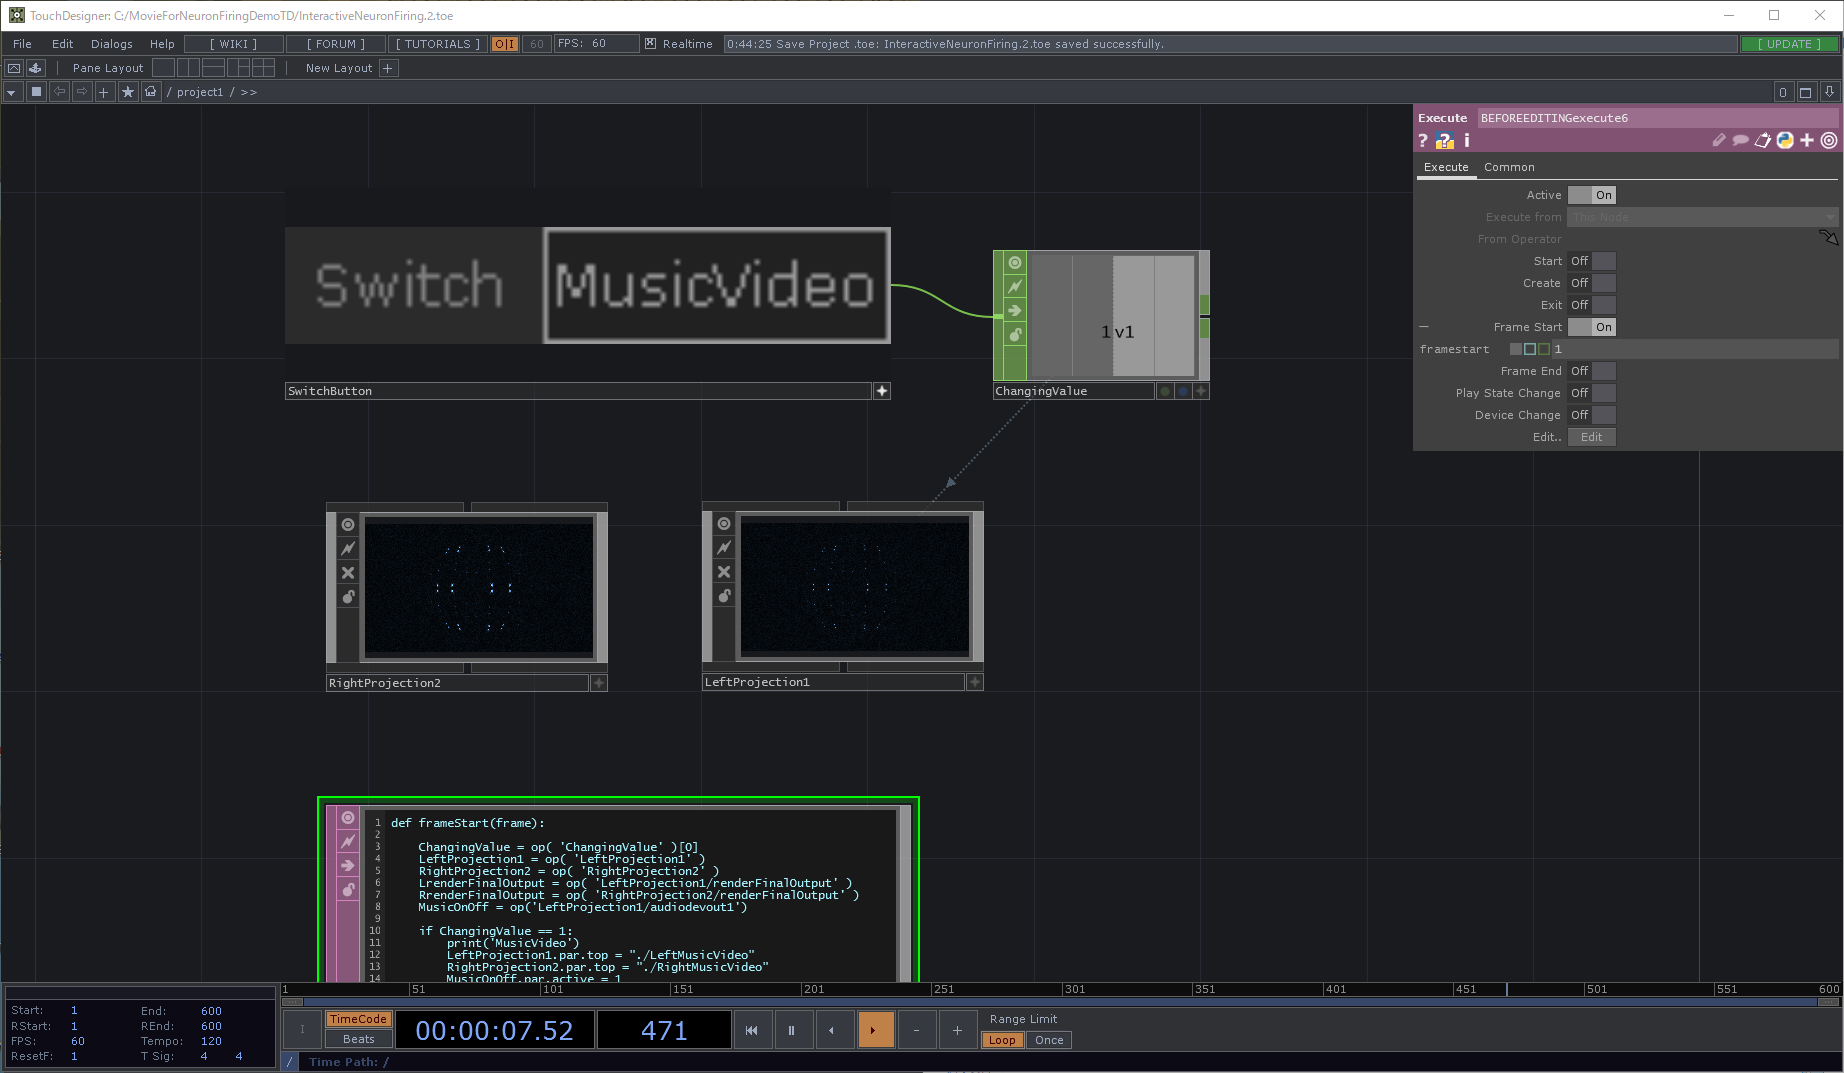 TouchDesigner: C:/MovieForNeuronFiringDemoTD/InteractiveNeuronFiring.2.toe
File Edit Dialogs Help [ WIKI ] [ FORUM ] [ TUTORIALS ] O|I 60 FPS: 60 Realtime 0:44:25 Save Project .toe: InteractiveNeuronFiring.2.toe saved successfully. [ UPDATE ]
Pane Layout New Layout +
/ project1 / >> 0
Execute BEFOREEDITINGexecute6
Execute Common
Active On
Execute from This Node
From Operator
Start Off
Create Off
Exit Off
Frame Start On
framestart 1
Frame End Off
Play State Change Off
Device Change Off
Edit.. Edit
Switch MusicVideo
SwitchButton
1 v1
ChangingValue
RightProjection2
LeftProjection1
1 def frameStart(frame):
2
3 ChangingValue = op( 'ChangingValue' )[0]
4 LeftProjection1 = op( 'LeftProjection1' )
5 RightProjection2 = op( 'RightProjection2' )
6 LrenderFinalOutput = op( 'LeftProjection1/renderFinalOutput' )
7 RrenderFinalOutput = op( 'RightProjection2/renderFinalOutput' )
8 MusicOnOff = op('LeftProjection1/audiodevout1')
9
10 if ChangingValue == 1:
11 print('MusicVideo')
12 LeftProjection1.par.top = "./LeftMusicVideo"
13 RightProjection2.par.top = "./RightMusicVideo"
14 MusicOnOff.par.active = 1
1 51 101 151 201 251 301 351 401 451 501 551 600
Start: 1 End: 600
RStart: 1 REnd: 600
FPS: 60 Tempo: 120
ResetF: 1 T Sig: 4 4
TimeCode
Beats
00:00:07.52 471
Range Limit
Loop Once
/ Time Path: /